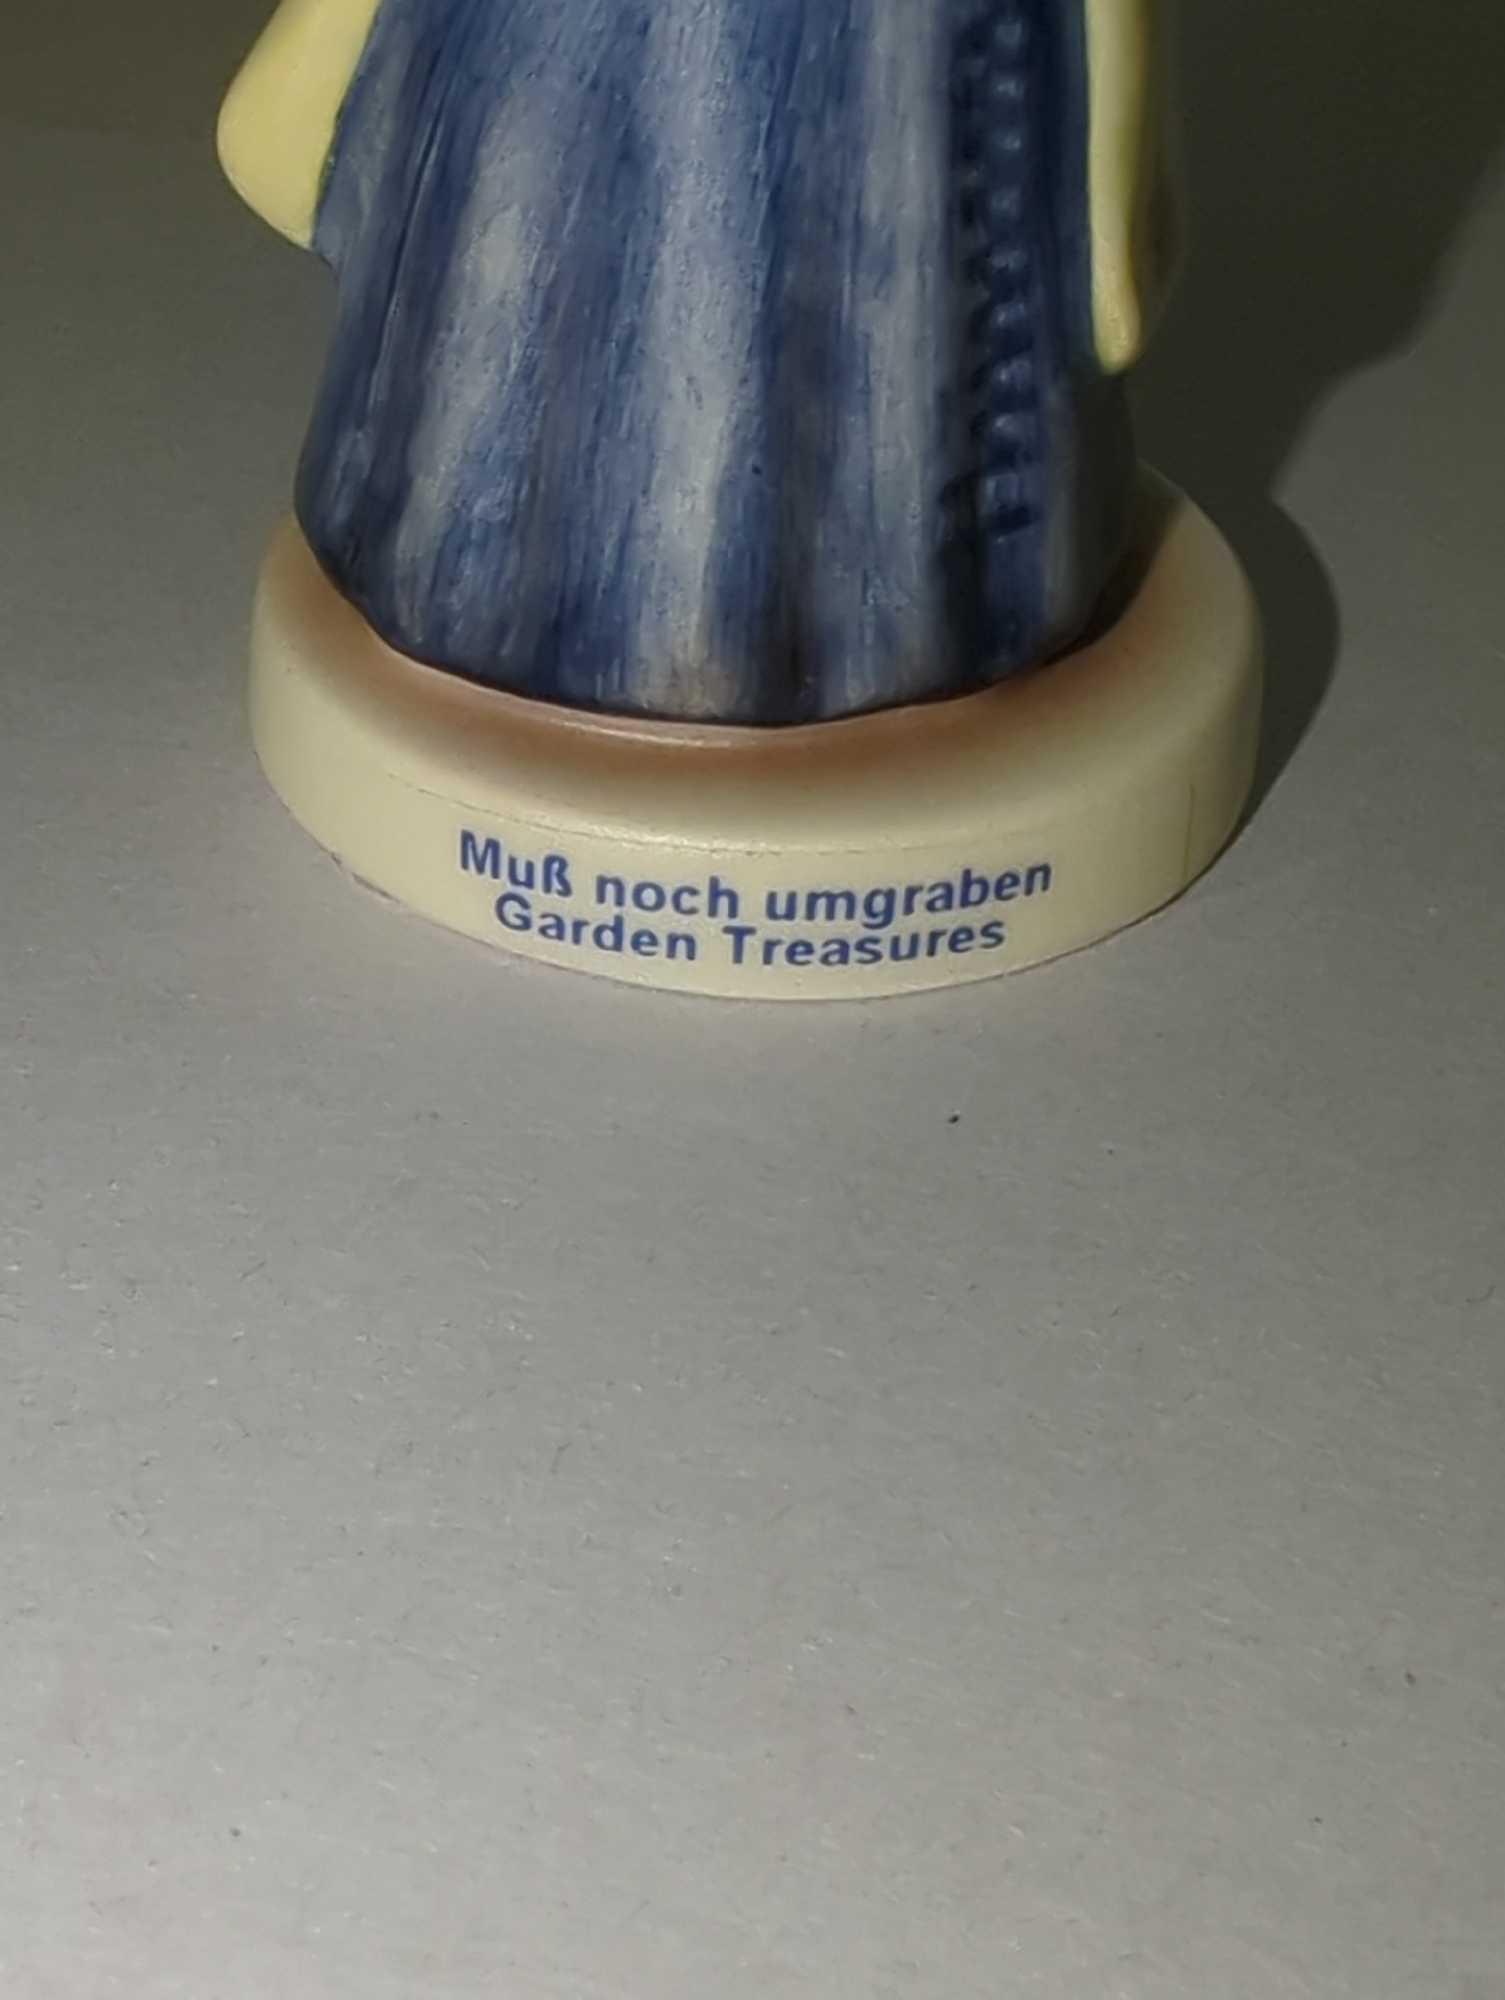 Muß noch umgraben
Garden Treasures